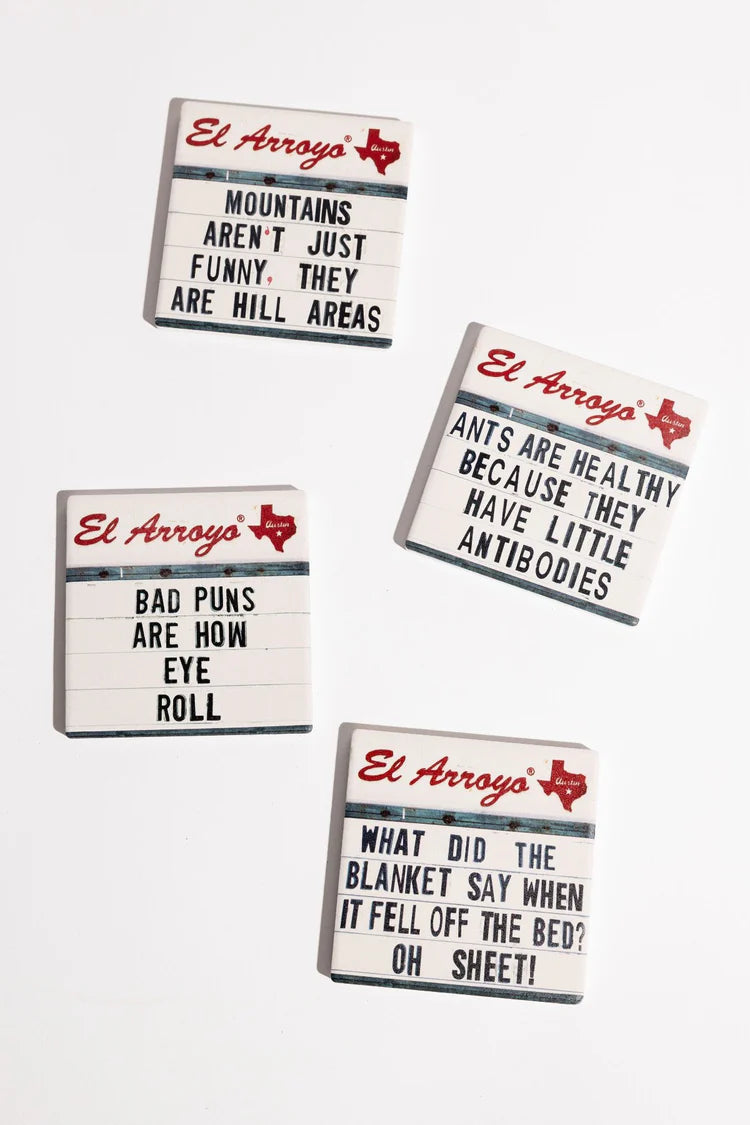 El Arroyo®
Austin
MOUNTAINS
AREN'T JUST
FUNNY, THEY
ARE HILL AREAS
El Arroyo®
Austin
ANTS ARE HEALTHY
BECAUSE THEY
HAVE LITTLE
ANTIBODIES
El Arroyo®
Austin
BAD PUNS
ARE HOW
EYE
ROLL
El Arroyo®
Austin
WHAT DID THE
BLANKET SAY WHEN
IT FELL OFF THE BED?
OH SHEET!